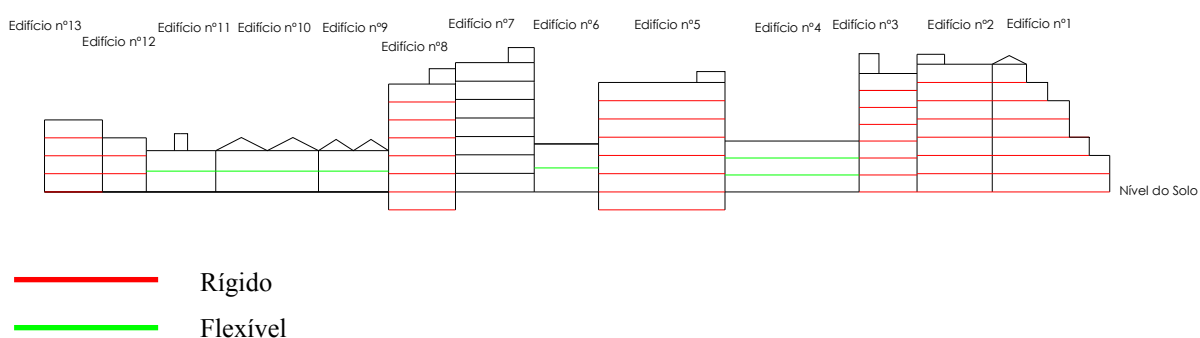 Edifício nº13
Edifício nº12
Edifício nº11
Edifício nº10
Edifício nº9
Edifício nº8
Edifício nº7
Edifício nº6
Edifício nº5
Edifício nº4
Edifício nº3
Edifício nº2
Edifício nº1
Nível do Solo
Rígido
Flexível